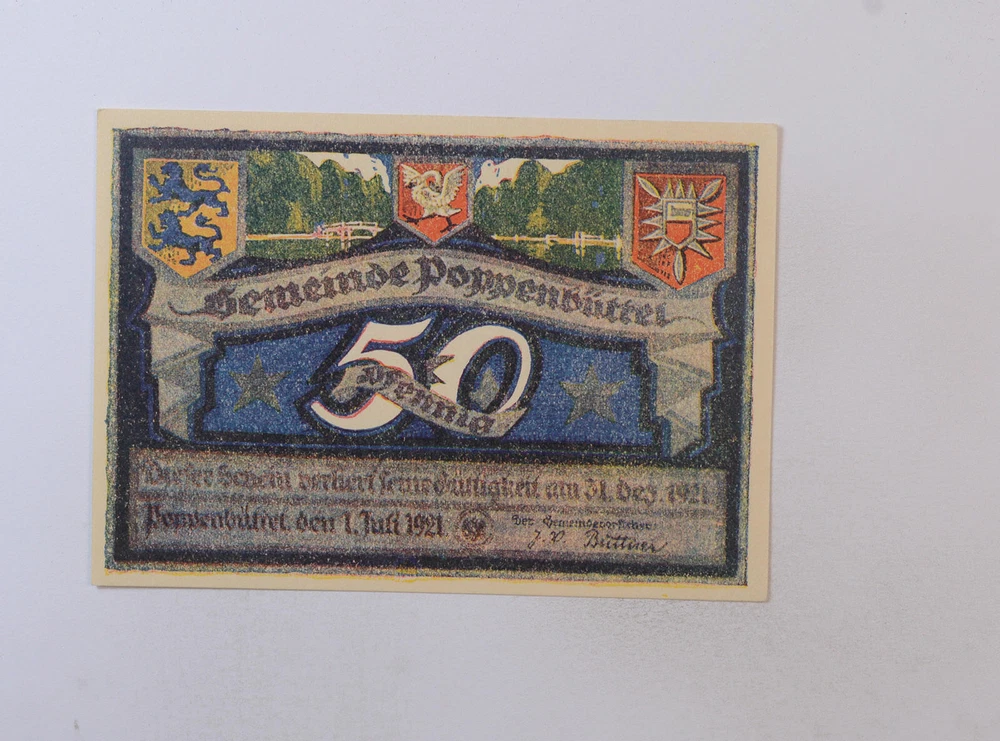 Gemeinde Poppenbüttel
50
Pfennig
Dieser Schein verliert seine Gültigkeit am 31. Dez. 1921
Poppenbüttel, den 1. Juli 1921
Der Gemeindevorsteher:
J. V. Büttner